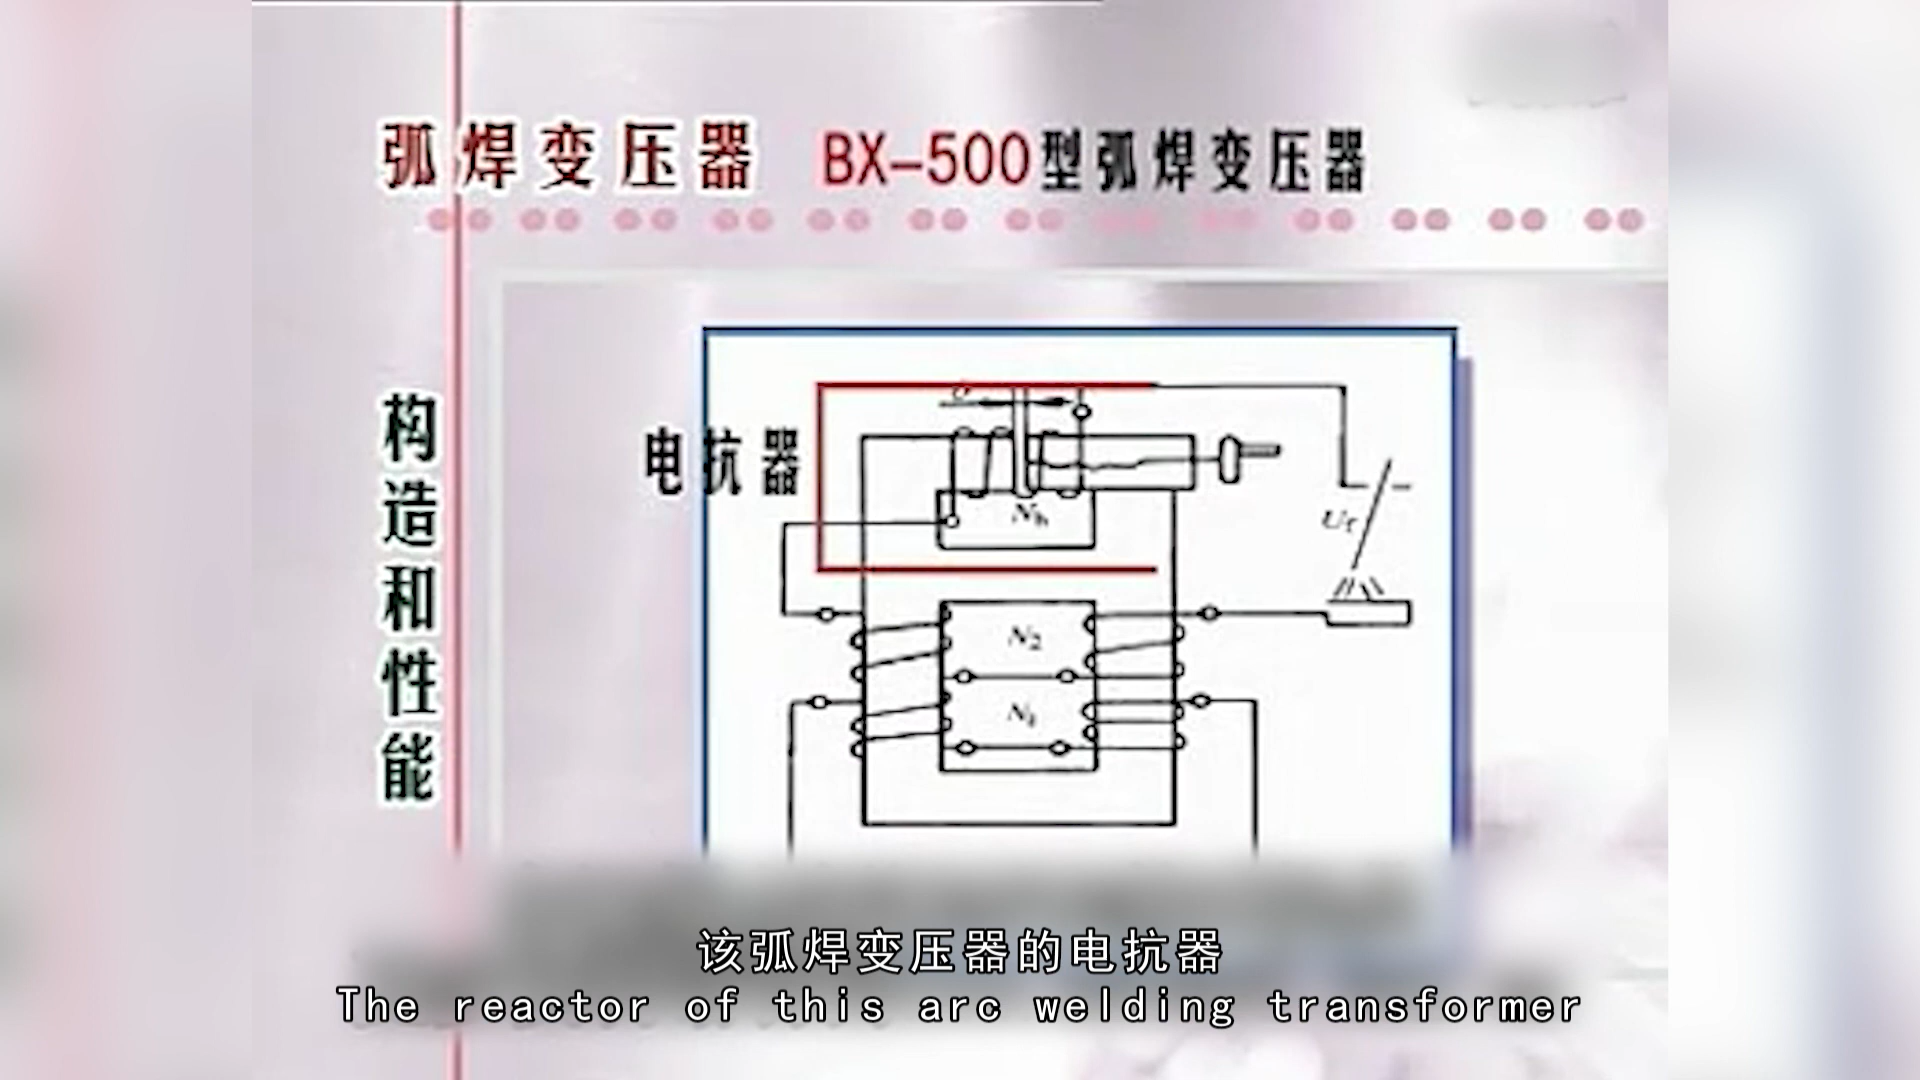 弧焊变压器 BX-500型弧焊变压器
构造和性能
电抗器
δ
Nh
Uf
N2
N1
该弧焊变压器的电抗器
The reactor of this arc welding transformer